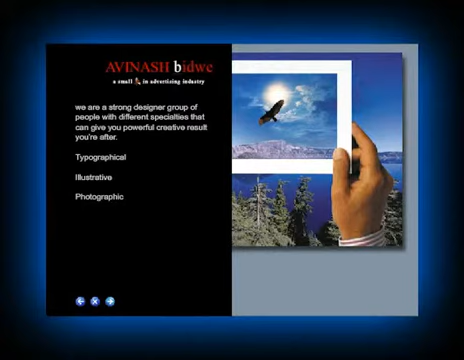 AVINASH bidwe
a small in advertizing industry
we are a strong designer group of
people with different specialties that
can give you powerful creative result
you're after.
Typographical
Illustrative
Photographic